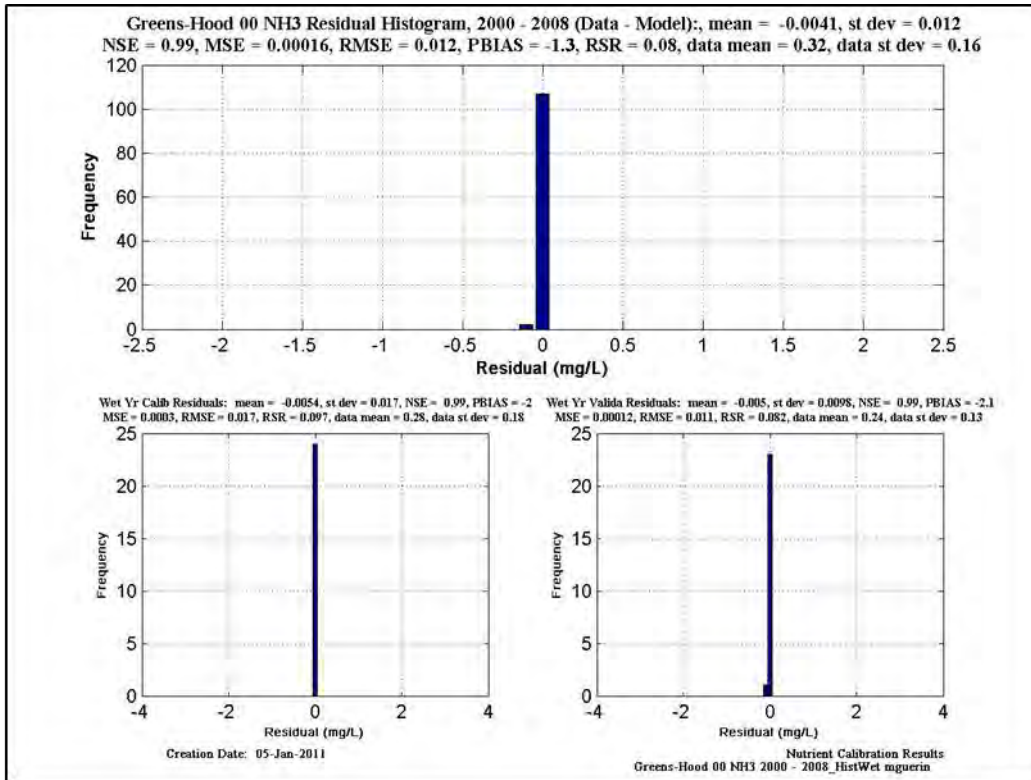 Greens-Hood 00 NH3 Residual Histogram, 2000 - 2008 (Data - Model):, mean = -0.0041, st dev = 0.012
NSE = 0.99, MSE = 0.00016, RMSE = 0.012, PBIAS = -1.3, RSR = 0.08, data mean = 0.32, data st dev = 0.16
120
100
80
60
40
20
0
Frequency
-2.5 -2 -1.5 -1 -0.5 0 0.5 1 1.5 2 2.5
Residual (mg/L)
Wet Yr Calib Residuals: mean = -0.0054, st dev = 0.017, NSE = 0.99, PBIAS = -2
MSE = 0.0003, RMSE = 0.017, RSR = 0.097, data mean = 0.28, data st dev = 0.18
25
20
15
10
5
0
Frequency
-4 -2 0 2 4
Residual (mg/L)
Wet Yr Valida Residuals: mean = -0.005, st dev = 0.0098, NSE = 0.99, PBIAS = -2.1
MSE = 0.00012, RMSE = 0.011, RSR = 0.082, data mean = 0.24, data st dev = 0.13
25
20
15
10
5
0
Frequency
-4 -2 0 2 4
Residual (mg/L)
Creation Date: 05-Jan-2011
Nutrient Calibration Results
Greens-Hood 00 NH3 2000 - 2008_HistWet mguerin